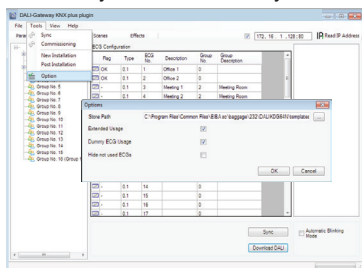 DALI-Gateway KNX plus plugin
File Tools View Help
Sync
Commissioning
New Installation
Post Installation
Option
Scenes Effects
172. 16 . 1 .128:80
Read IP Address
ECG Configuration
Flag Type ECG No. Description Group No Group Description
OK 0.1 1 Office 1 0
OK 0.1 2 Office 2 0
- 0.1 3 Meeting 1 2 Meeting Room
- 0.1 4 Meeting 2 2 Meeting Room
Group No. 5
Group No. 6
Group No. 7
Group No. 8
Group No. 9
Group No. 10
Group No. 11
Group No. 12
Group No. 13
Group No. 14
Group No. 15
Group No. 16 (Group
Options
Store Path
Extended Usage
Dummy ECG Usage
Hide not used ECGs
OK Cancel
- 0.1 14 0
- 0.1 15 0
- 0.1 16 0
- 0.1 17 0
Sync
Automatic Blinking Mode
Download DALI